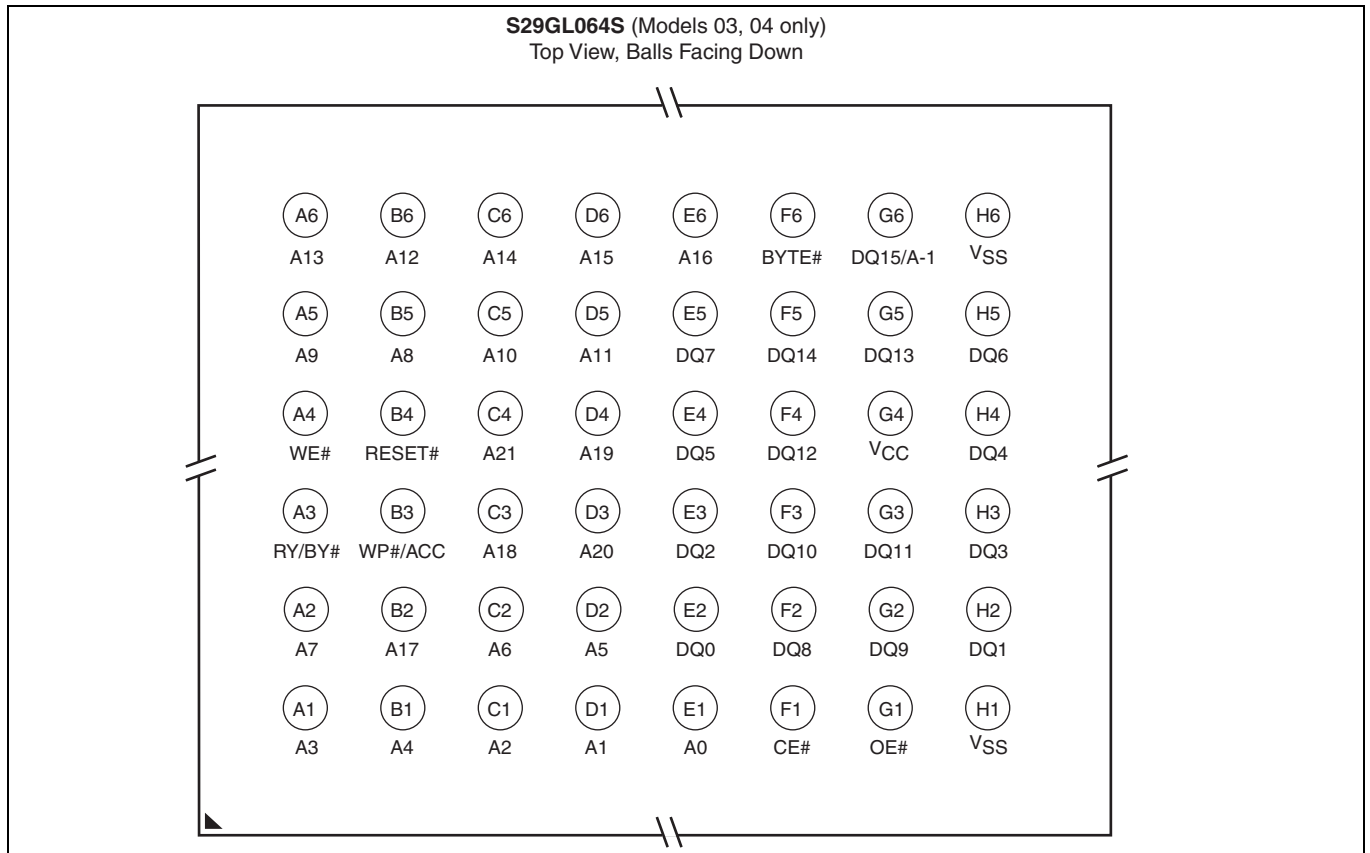 S29GL064S (Models 03, 04 only)
Top View, Balls Facing Down
A6 B6 C6 D6 E6 F6 G6 H6
A13 A12 A14 A15 A16 BYTE# DQ15/A-1 VSS
A5 B5 C5 D5 E5 F5 G5 H5
A9 A8 A10 A11 DQ7 DQ14 DQ13 DQ6
A4 B4 C4 D4 E4 F4 G4 H4
WE# RESET# A21 A19 DQ5 DQ12 VCC DQ4
A3 B3 C3 D3 E3 F3 G3 H3
RY/BY# WP#/ACC A18 A20 DQ2 DQ10 DQ11 DQ3
A2 B2 C2 D2 E2 F2 G2 H2
A7 A17 A6 A5 DQ0 DQ8 DQ9 DQ1
A1 B1 C1 D1 E1 F1 G1 H1
A3 A4 A2 A1 A0 CE# OE# VSS